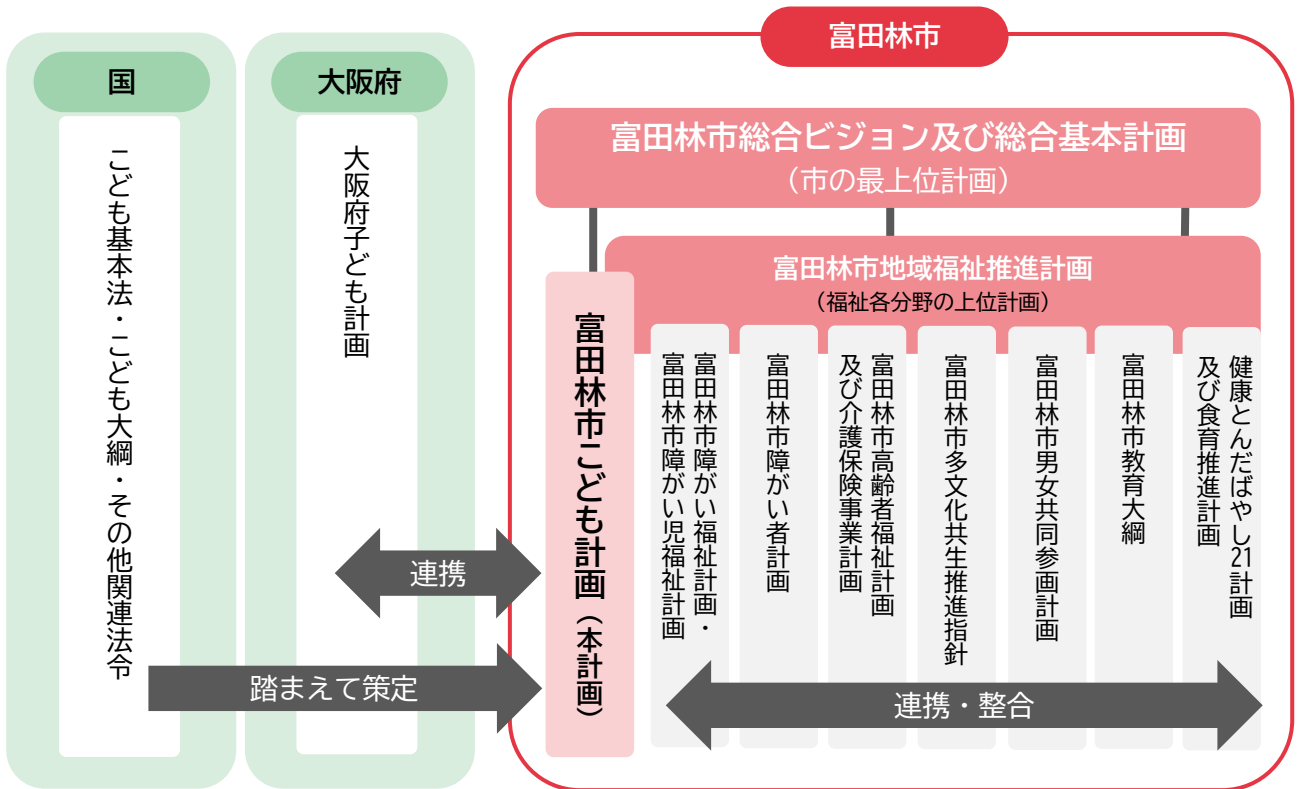 国
こども基本法・こども大綱・その他関連法令
大阪府
大阪府子ども計画
連携
踏まえて策定
富田林市
富田林市総合ビジョン及び総合基本計画
（市の最上位計画）
富田林市地域福祉推進計画
（福祉各分野の上位計画）
富田林市こども計画（本計画）
富田林市障がい福祉計画・
富田林市障がい児福祉計画
富田林市障がい者計画
富田林市高齢者福祉計画
及び介護保険事業計画
富田林市多文化共生推進指針
富田林市男女共同参画計画
富田林市教育大綱
健康とんだばやし21計画
及び食育推進計画
連携・整合